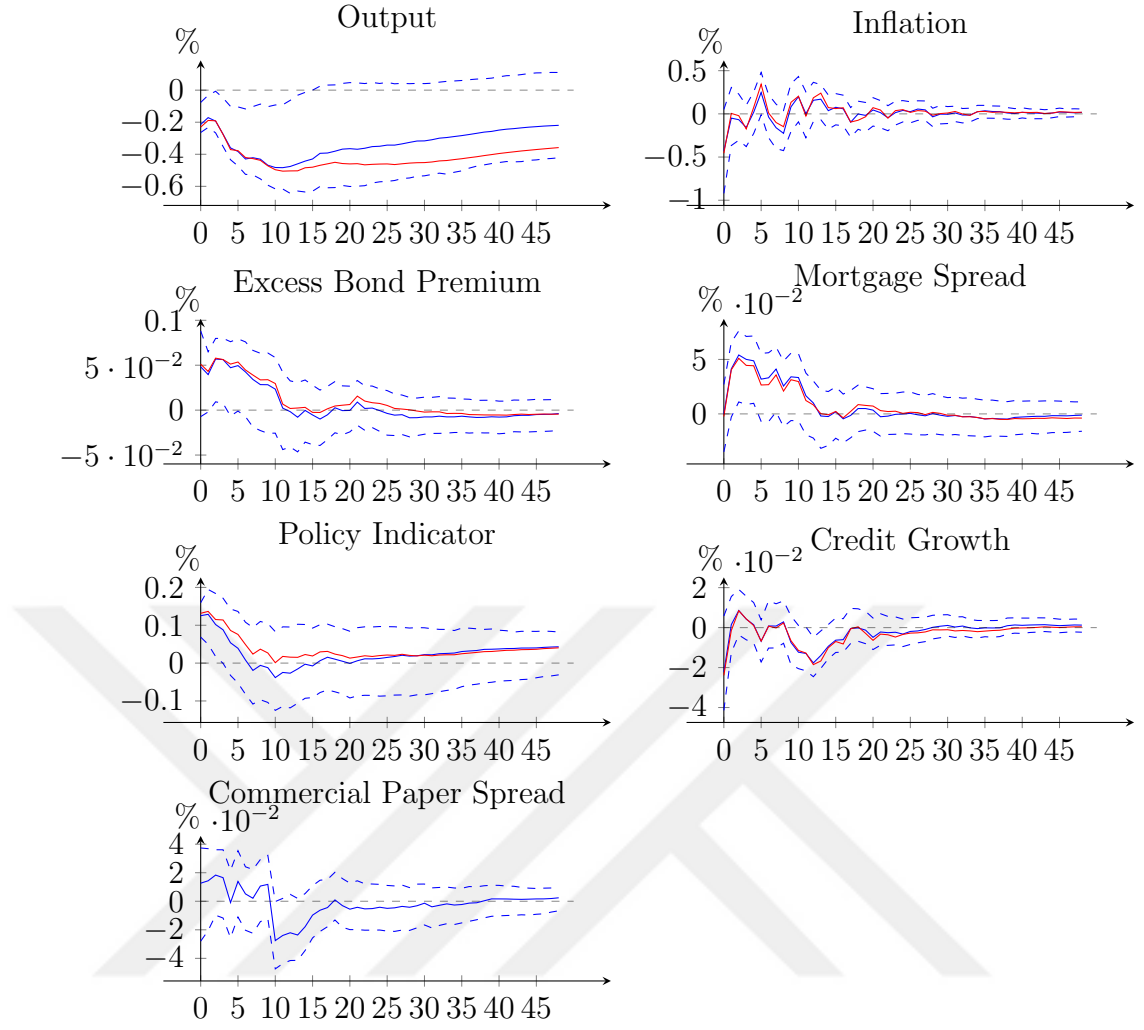 Output
%
0
−0.2
−0.4
−0.6
0 5 10 15 20 25 30 35 40 45
Inflation
0.5
0
−0.5
−1
0 5 10 15 20 25 30 35 40 45
Excess Bond Premium
%
0.1
5 · 10−2
0
−5 · 10−2
0 5 10 15 20 25 30 35 40 45
Mortgage Spread
% ·10−2
5
0
0 5 10 15 20 25 30 35 40 45
Policy Indicator
%
0.2
0.1
0
−0.1
0 5 10 15 20 25 30 35 40 45
Credit Growth
% ·10−2
2
0
−2
−4
0 5 10 15 20 25 30 35 40 45
Commercial Paper Spread
% ·10−2
4
2
0
−2
−4
0 5 10 15 20 25 30 35 40 45